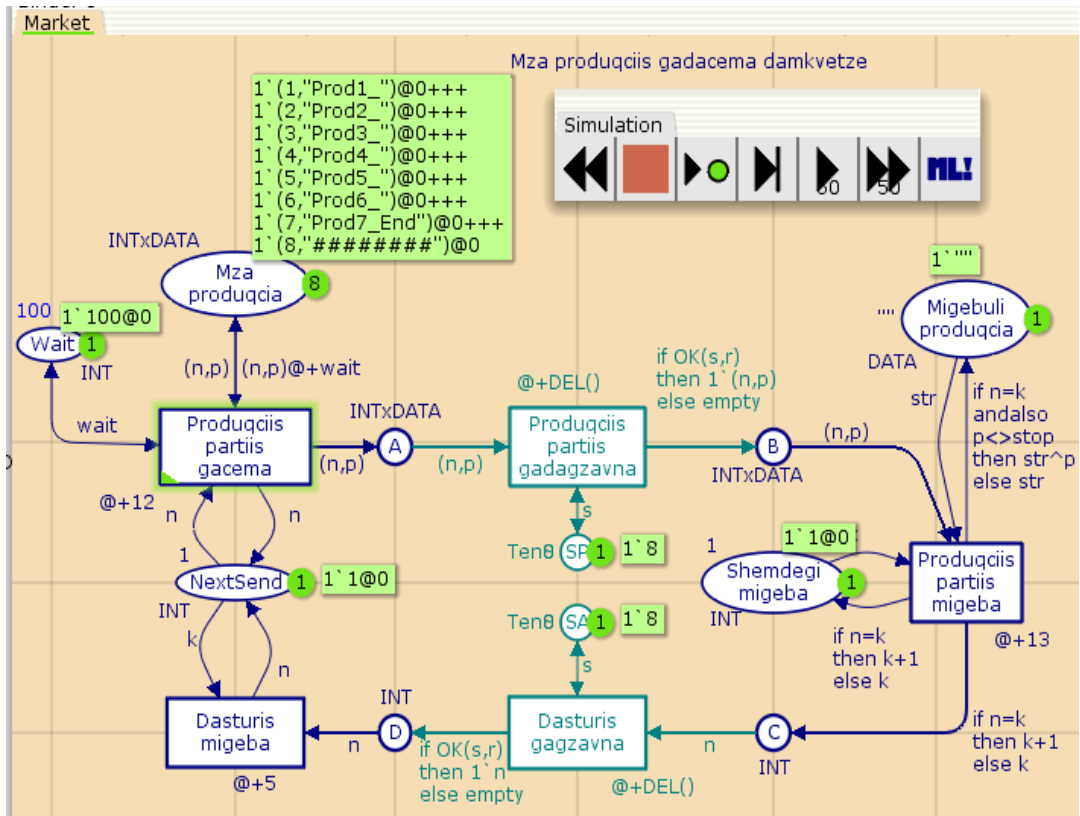 Market
Mza produqciis gadacema damkvetze
1`(1,"Prod1_")@0+++
1`(2,"Prod2_")@0+++
1`(3,"Prod3_")@0+++
1`(4,"Prod4_")@0+++
1`(5,"Prod5_")@0+++
1`(6,"Prod6_")@0+++
1`(7,"Prod7_End")@0+++
1`(8,"########")@0
Simulation
50
ML!
INTxDATA
Mza
produqcia
8
100
1`100@0
Wait
1
INT
(n,p)
(n,p)@+wait
wait
Produqciis
partiis
gacema
@+12
INTxDATA
(n,p)
A
(n,p)
@+DEL()
Produqciis
partiis
gadagzavna
if OK(s,r)
then 1`(n,p)
else empty
B
INTxDATA
(n,p)
1`""
""
Migebuli
produqcia
1
DATA
str
if n=k
andalso
p<>stop
then str^p
else str
n
n
1
NextSend
1
1`1@0
INT
k
n
s
SP
1
1`8
SA
1
1`8
s
1
1`1@0
Shemdegi
migeba
1
INT
Produqciis
partiis
migeba
@+13
if n=k
then k+1
else k
if n=k
then k+1
else k
Dasturis
migeba
@+5
n
INT
D
if OK(s,r)
then 1`n
else empty
Dasturis
gagzavna
@+DEL()
n
C
INT